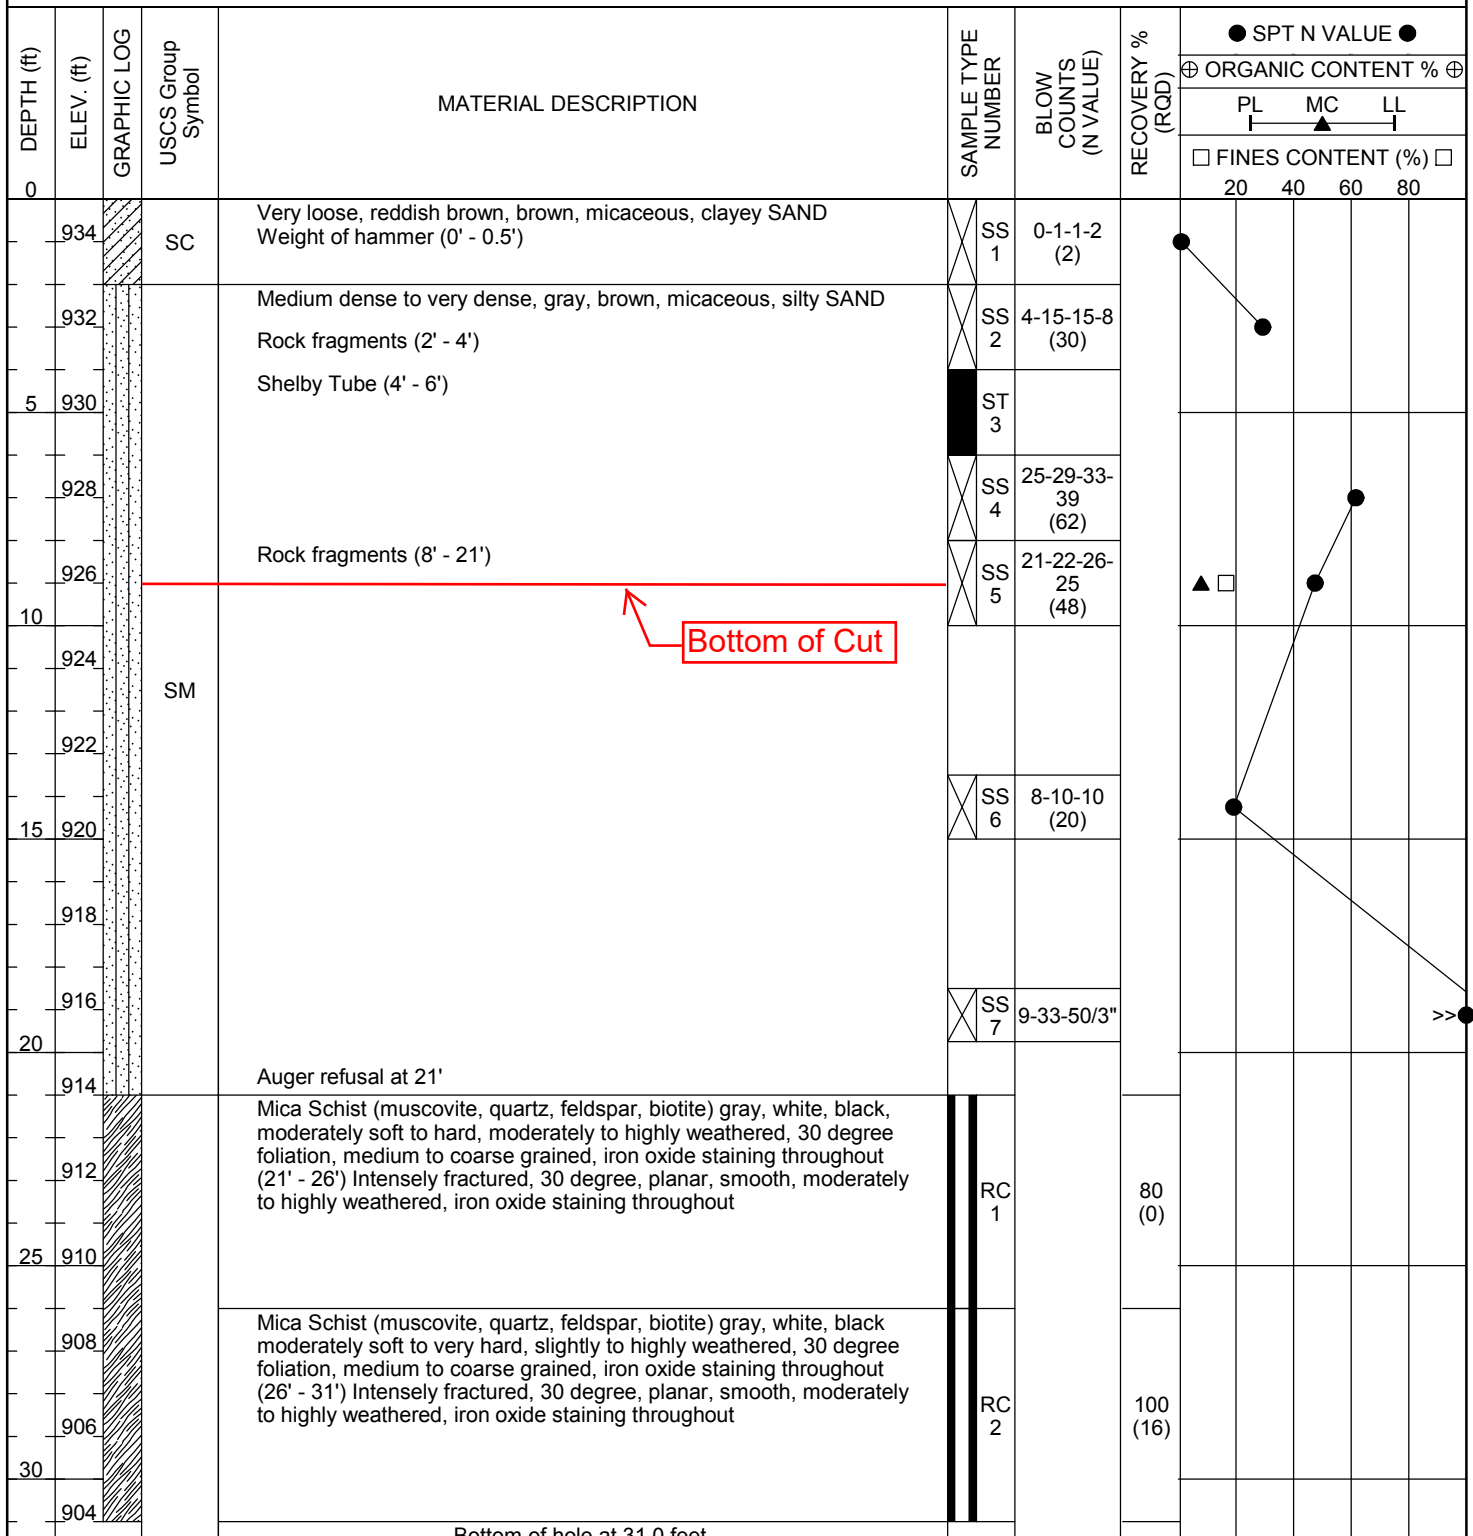 DEPTH (ft)
ELEV. (ft)
GRAPHIC LOG
USCS Group
Symbol
MATERIAL DESCRIPTION
SAMPLE TYPE
NUMBER
BLOW
COUNTS
(N VALUE)
RECOVERY %
(RQD)
● SPT N VALUE ●
⊕ ORGANIC CONTENT % ⊕
PL MC LL
□ FINES CONTENT (%) □
20 40 60 80
0
Very loose, reddish brown, brown, micaceous, clayey SAND
Weight of hammer (0' - 0.5')
934
SC
SS
1
0-1-1-2
(2)
Medium dense to very dense, gray, brown, micaceous, silty SAND
932
SS
2
4-15-15-8
(30)
Rock fragments (2' - 4')
Shelby Tube (4' - 6')
5
930
ST
3
928
SS
4
25-29-33-
39
(62)
Rock fragments (8' - 21')
926
SS
5
21-22-26-
25
(48)
10
Bottom of Cut
924
SM
922
SS
6
8-10-10
(20)
15
920
918
916
SS
7
9-33-50/3"
>>
20
Auger refusal at 21'
914
Mica Schist (muscovite, quartz, feldspar, biotite) gray, white, black,
moderately soft to hard, moderately to highly weathered, 30 degree
foliation, medium to coarse grained, iron oxide staining throughout
(21' - 26') Intensely fractured, 30 degree, planar, smooth, moderately
to highly weathered, iron oxide staining throughout
912
RC
1
80
(0)
25
910
Mica Schist (muscovite, quartz, feldspar, biotite) gray, white, black
moderately soft to very hard, slightly to highly weathered, 30 degree
foliation, medium to coarse grained, iron oxide staining throughout
(26' - 31') Intensely fractured, 30 degree, planar, smooth, moderately
to highly weathered, iron oxide staining throughout
908
906
RC
2
100
(16)
30
904
Bottom of hole at 31.0 feet